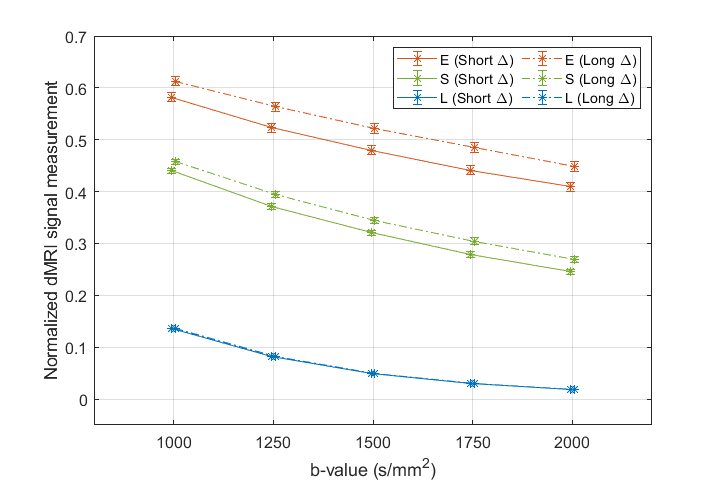 Normalized dMRI signal measurement
0.7
0.6
0.5
0.4
0.3
0.2
0.1
0
E (Short Δ) E (Long Δ)
S (Short Δ) S (Long Δ)
L (Short Δ) L (Long Δ)
1000 1250 1500 1750 2000
b-value (s/mm²)